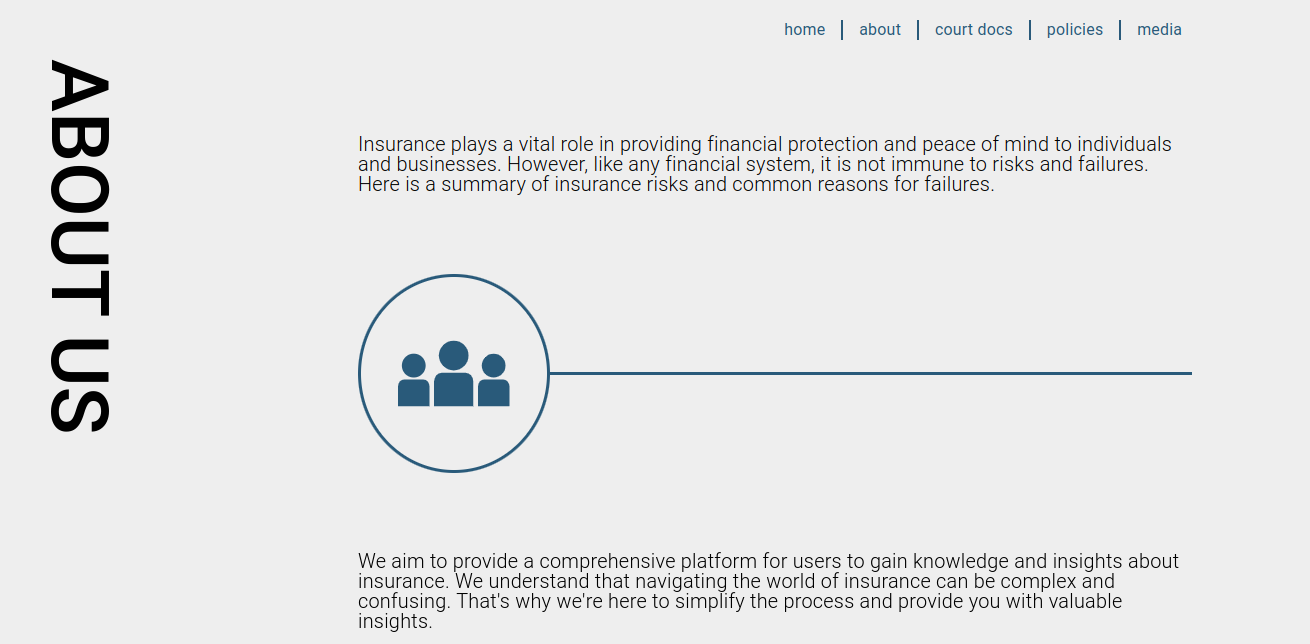 home
about
court docs
policies
media
ABOUT US
Insurance plays a vital role in providing financial protection and peace of mind to individuals
and businesses. However, like any financial system, it is not immune to risks and failures.
Here is a summary of insurance risks and common reasons for failures.
We aim to provide a comprehensive platform for users to gain knowledge and insights about
insurance. We understand that navigating the world of insurance can be complex and
confusing. That's why we're here to simplify the process and provide you with valuable
insights.